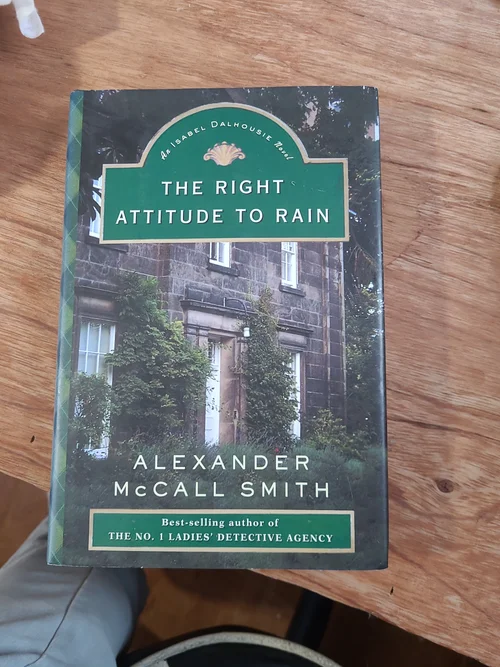 An Isabel Dalhousie Novel
THE RIGHT
ATTITUDE TO RAIN
ALEXANDER
McCALL SMITH
Best-selling author of
THE NO. 1 LADIES' DETECTIVE AGENCY